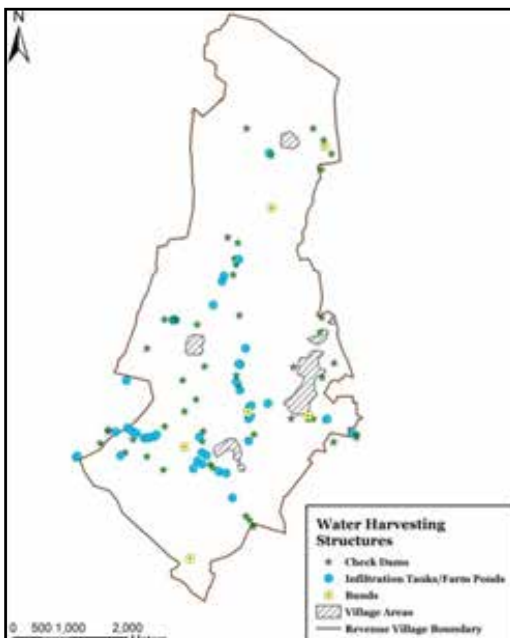 N
Water Harvesting
Structures
Check Dams
Infiltration Tanks/Farm Ponds
Bunds
Village Areas
Revenue Village Boundary
0 500 1,000 2,000